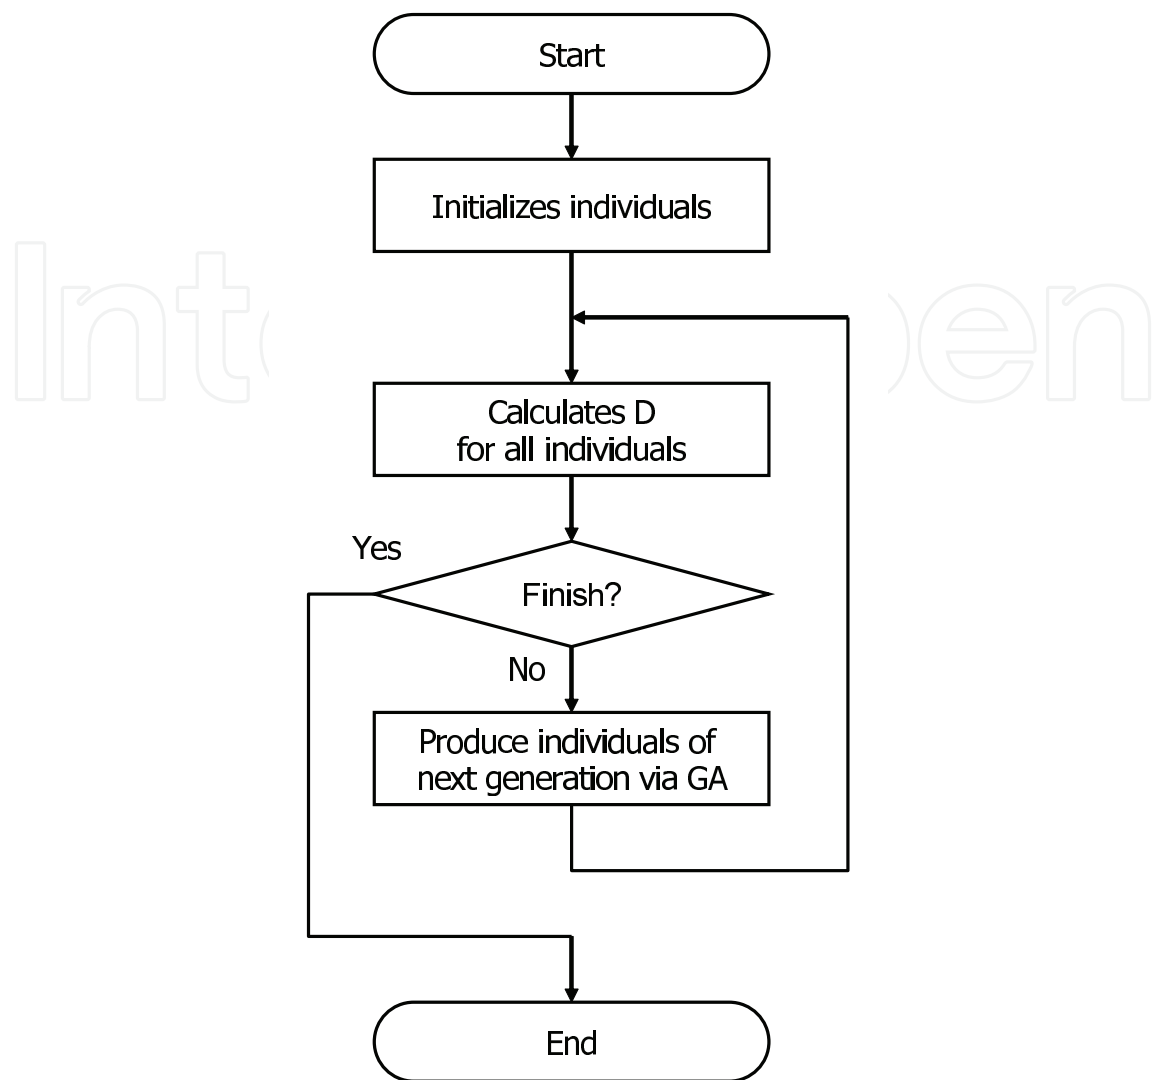 Start
Initializes individuals
Calculates D
for all individuals
Yes
Finish?
No
Produce individuals of
next generation via GA
End